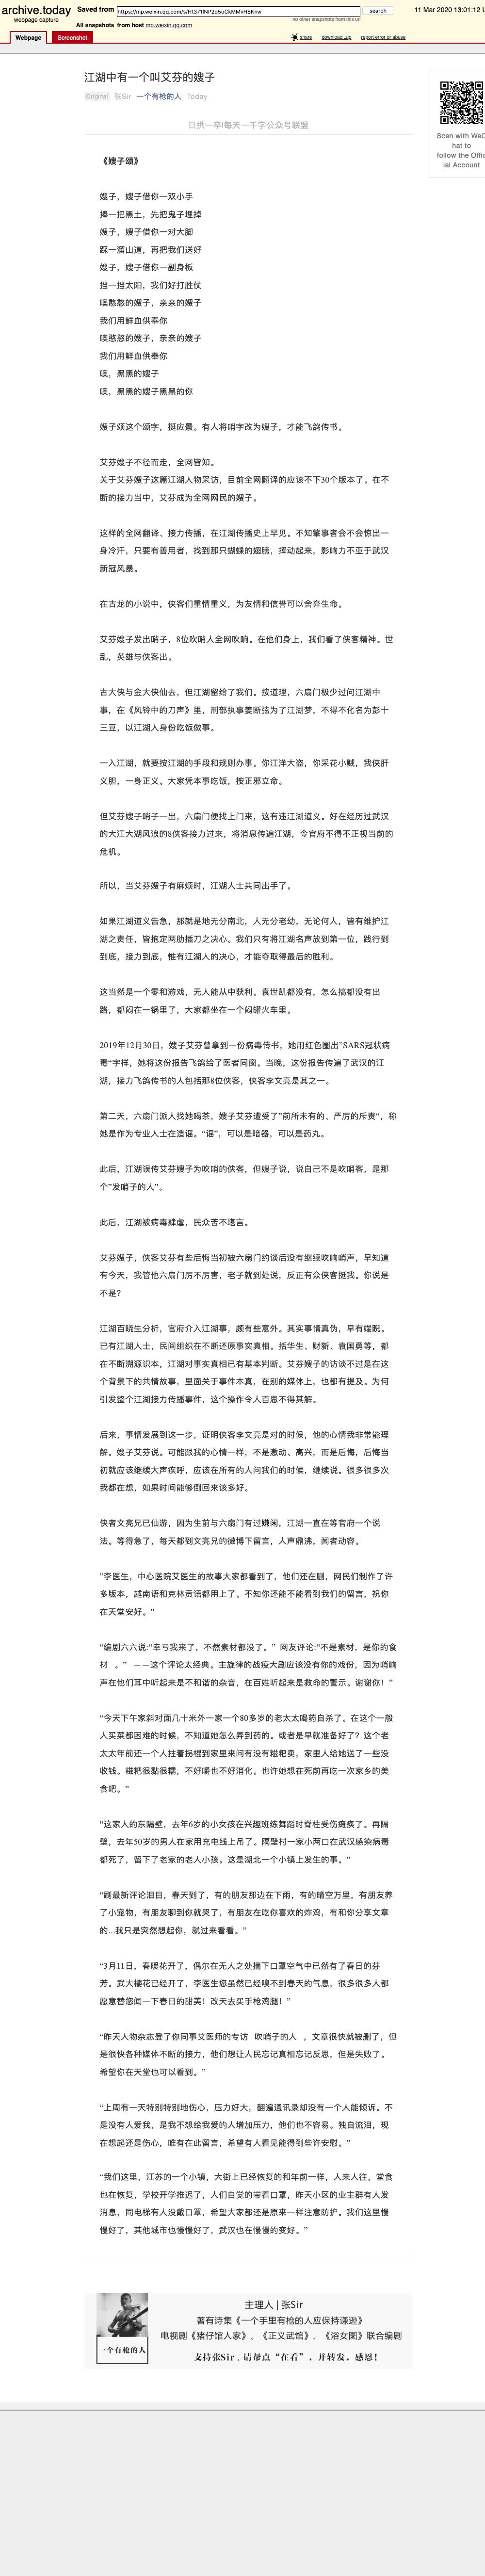 archive.today
webpage capture
Saved from https://mp.weixin.qq.com/s/Ht371lNP2q5oCkMMvH8Knw search
11 Mar 2020 13:01:12 U
no other snapshots from this url
All snapshots from host mp.weixin.qq.com
Webpage Screenshot
share download .zip report error or abuse
江湖中有一个叫艾芬的嫂子
Original 张Sir 一个有枪的人 Today
Scan with WeC
hat to
follow the Offic
ial Account
日拱一卒!每天一千字公众号联盟
《嫂子颂》
嫂子，嫂子借你一双小手
捧一把黑土，先把鬼子埋掉
嫂子，嫂子借你一对大脚
踩一溜山道，再把我们送好
嫂子，嫂子借你一副身板
挡一挡太阳，我们好打胜仗
噢憨憨的嫂子，亲亲的嫂子
我们用鲜血供奉你
噢憨憨的嫂子，亲亲的嫂子
我们用鲜血供奉你
噢，黑黑的嫂子
噢，黑黑的嫂子黑黑的你
嫂子颂这个颂字，挺应景。有人将哨字改为嫂子，才能飞鸽传书。
艾芬嫂子不径而走，全网皆知。
关于艾芬嫂子这篇江湖人物采访，目前全网翻译的应该不下30个版本了。在不
断的接力当中，艾芬成为全网网民的嫂子。
这样的全网翻译、接力传播，在江湖传播史上罕见。不知肇事者会不会惊出一
身冷汗，只要有善用者，找到那只蝴蝶的翅膀，挥动起来，影响力不亚于武汉
新冠风暴。
在古龙的小说中，侠客们重情重义，为友情和信誉可以舍弃生命。
艾芬嫂子发出哨子，8位吹哨人全网吹响。在他们身上，我们看了侠客精神。世
乱，英雄与侠客出。
古大侠与金大侠仙去，但江湖留给了我们。按道理，六扇门极少过问江湖中
事，在《风铃中的刀声》里，刑部执事姜断弦为了江湖梦，不得不化名为彭十
三豆，以江湖人身份吃饭做事。
一入江湖，就要按江湖的手段和规则办事。你江洋大盗，你采花小贼，我侠肝
义胆，一身正义。大家凭本事吃饭，按正邪立命。
但艾芬嫂子哨子一出，六扇门便找上门来，这有违江湖道义。好在经历过武汉
的大江大湖风浪的8侠客接力过来，将消息传遍江湖，令官府不得不正视当前的
危机。
所以，当艾芬嫂子有麻烦时，江湖人士共同出手了。
如果江湖道义告急，那就是地无分南北，人无分老幼，无论何人，皆有维护江
湖之责任，皆抱定两肋插刀之决心。我们只有将江湖名声放到第一位，践行到
到底，接力到底，惟有江湖人的决心，才能夺取得最后的胜利。
这当然是一个零和游戏，无人能从中获利。袁世凯都没有，怎么搞都没有出
路，都闷在一锅里了，大家都坐在一个闷罐火车里。
2019年12月30日，嫂子艾芬曾拿到一份病毒传书，她用红色圈出”SARS冠状病
毒“字样，她将这份报告飞鸽给了医者同窗。当晚，这份报告传遍了武汉的江
湖，接力飞鸽传书的人包括那8位侠客，侠客李文亮是其之一。
第二天，六扇门派人找她喝茶，嫂子艾芬遭受了”前所未有的、严厉的斥责“，称
她是作为专业人士在造谣。“谣”，可以是暗器，可以是药丸。
此后，江湖误传艾芬嫂子为吹哨的侠客，但嫂子说，说自己不是吹哨客，是那
个”发哨子的人”。
此后，江湖被病毒肆虐，民众苦不堪言。
艾芬嫂子，侠客艾芬有些后悔当初被六扇门约谈后没有继续吹响哨声，早知道
有今天，我管他六扇门厉不厉害，老子就到处说，反正有众侠客挺我。你说是
不是?
江湖百晓生分析，官府介入江湖事，颇有些意外。其实事情真伪，早有端睨。
已有江湖人士，民间组织在不断还原事实真相。括华生、财新、袁国勇等，都
在不断溯源识本，江湖对事实真相已有基本判断。艾芬嫂子的访谈不过是在这
个背景下的共情故事，里面关于事件本真，在别的媒体上，也都有提及。为何
引发整个江湖接力传播事件，这个操作令人百思不得其解。
后来，事情发展到这一步，证明侠客李文亮是对的时候，他的心情我非常能理
解。嫂子艾芬说。可能跟我的心情一样，不是激动、高兴，而是后悔，后悔当
初就应该继续大声疾呼，应该在所有的人问我们的时候，继续说。很多很多次
我都在想，如果时间能够倒回来该多好。
侠者文亮兄已仙游，因为生前与六扇门有过嫌闲，江湖一直在等官府一个说
法。等得急了，每天都到文亮兄的微博下留言，人声鼎沸，闻者动容。
“李医生，中心医院艾医生的故事大家都看到了，他们还在删，网民们制作了许
多版本，越南语和克林贡语都用上了。不知你还能不能看到我们的留言，祝你
在天堂安好。”
“编剧六六说:“幸亏我来了，不然素材都没了。” 网友评论:“不是素材，是你的食
材 。” ——这个评论太经典。主旋律的战疫大剧应该没有你的戏份，因为哨响
声在他们耳中听起来是不和谐的杂音，在百姓听起来是救命的警示。谢谢你！”
“今天下午家斜对面几十米外一家一个80多岁的老太太喝药自杀了。在这个一般
人买菜都困难的时候，不知道她怎么弄到药的。或者是早就准备好了？这个老
太太年前还一个人拄着拐棍到家里来问有没有糍粑卖，家里人给她送了一些没
收钱。糍粑很黏很糯，不好嚼也不好消化。也许她想在死前再吃一次家乡的美
食吧。”
“这家人的东隔壁，去年6岁的小女孩在兴趣班练舞蹈时脊柱受伤瘫痪了。再隔
壁，去年50岁的男人在家用充电线上吊了。隔壁村一家小两口在武汉感染病毒
都死了，留下了老家的老人小孩。这是湖北一个小镇上发生的事。”
“刷最新评论泪目，春天到了，有的朋友那边在下雨，有的晴空万里，有朋友养
了小宠物，有朋友聊到你就哭了，有朋友在吃你喜欢的炸鸡，有和你分享文章
的...我只是突然想起你，就过来看看。”
“3月11日，春暖花开了，偶尔在无人之处摘下口罩空气中已然有了春日的芬
芳。武大樱花已经开了，李医生您虽然已经嗅不到春天的气息，很多很多人都
愿意替您闻一下春日的甜美！改天去买手枪鸡腿！”
“昨天人物杂志登了你同事艾医师的专访 吹哨子的人 ，文章很快就被删了，但
是很快各种媒体不断的接力，他们想让人民忘记真相忘记反思，但是失败了。
希望你在天堂也可以看到。”
“上周有一天特别特别地伤心，压力好大，翻遍通讯录却没有一个人能倾诉。不
是没有人爱我，是我不想给我爱的人增加压力，他们也不容易。独自流泪，现
在想起还是伤心，唯有在此留言，希望有人看见能得到些许安慰。”
“我们这里，江苏的一个小镇，大街上已经恢复的和年前一样，人来人往，堂食
也在恢复，学校开学推迟了，人们自觉的带着口罩，昨天小区的业主群有人发
消息，同电梯有人没戴口罩，希望大家都还是原来一样注意防护。我们这里慢
慢好了，其他城市也慢慢好了，武汉也在慢慢的变好。”
一个有枪的人
主理人 | 张Sir
著有诗集《一个手里有枪的人应保持谦逊》
电视剧《猪仔馆人家》、《正义武馆》、《浴女图》联合编剧
支持张Sir，请帮点“在看”，并转发，感恩！